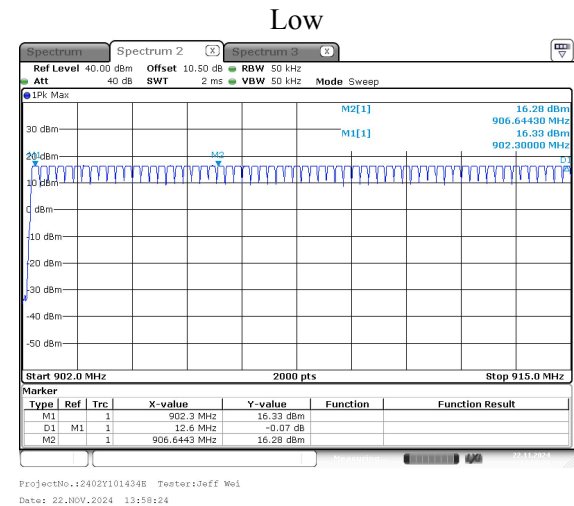 Low
Spectrum Spectrum 2 X Spectrum 3 X
Ref Level 40.00 dBm Offset 10.50 dB RBW 50 kHz
Att 40 dB SWT 2 ms VBW 50 kHz Mode Sweep
1Pk Max
M2[1] 16.28 dBm
906.64430 MHz
30 dBm
M1[1] 16.33 dBm
902.30000 MHz
20 dBm
M1 M2 D1
10 dBm
0 dBm
-10 dBm
-20 dBm
-30 dBm
-40 dBm
-50 dBm
Start 902.0 MHz 2000 pts Stop 915.0 MHz
Marker
Type Ref Trc X-value Y-value Function Function Result
M1 1 902.3 MHz 16.33 dBm
D1 M1 1 12.6 MHz -0.07 dB
M2 1 906.6443 MHz 16.28 dBm
Measuring 22.11.2024
ProjectNo.:2402Y101434E Tester:Jeff Wei
Date: 22.NOV.2024 13:58:24